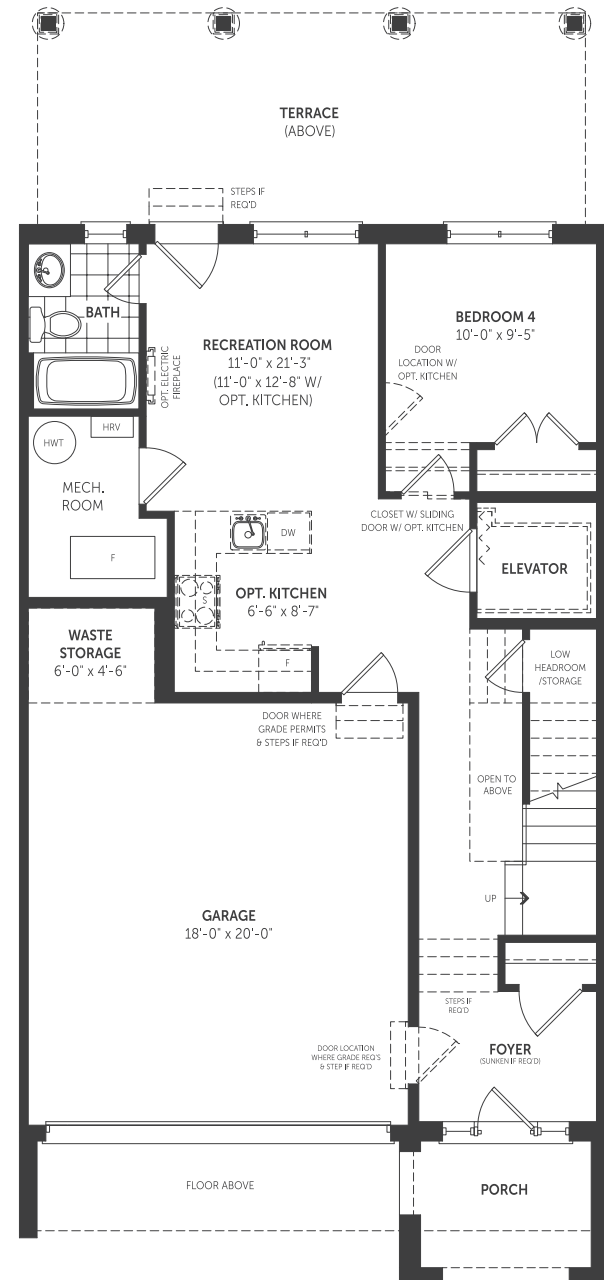 TERRACE
(ABOVE)
STEPS IF
REQ'D
BATH
RECREATION ROOM
11'-0" x 21'-3"
(11'-0" x 12'-8" W/
OPT. KITCHEN)
OPT. ELECTRIC
FIREPLACE
BEDROOM 4
10'-0" x 9'-5"
DOOR
LOCATION W/
OPT. KITCHEN
HWT
HRV
MECH.
ROOM
F
CLOSET W/ SLIDING
DOOR W/ OPT. KITCHEN
DW
ELEVATOR
OPT. KITCHEN
6'-6" x 8'-7"
S
F
WASTE
STORAGE
6'-0" x 4'-6"
LOW
HEADROOM
/STORAGE
DOOR WHERE
GRADE PERMITS
& STEPS IF REQ'D
OPEN TO
ABOVE
UP
GARAGE
18'-0" x 20'-0"
STEPS IF
REQ'D
DOOR LOCATION
WHERE GRADE REQ'S
& STEP IF REQ'D
FOYER
(SUNKEN IF REQ'D)
FLOOR ABOVE
PORCH